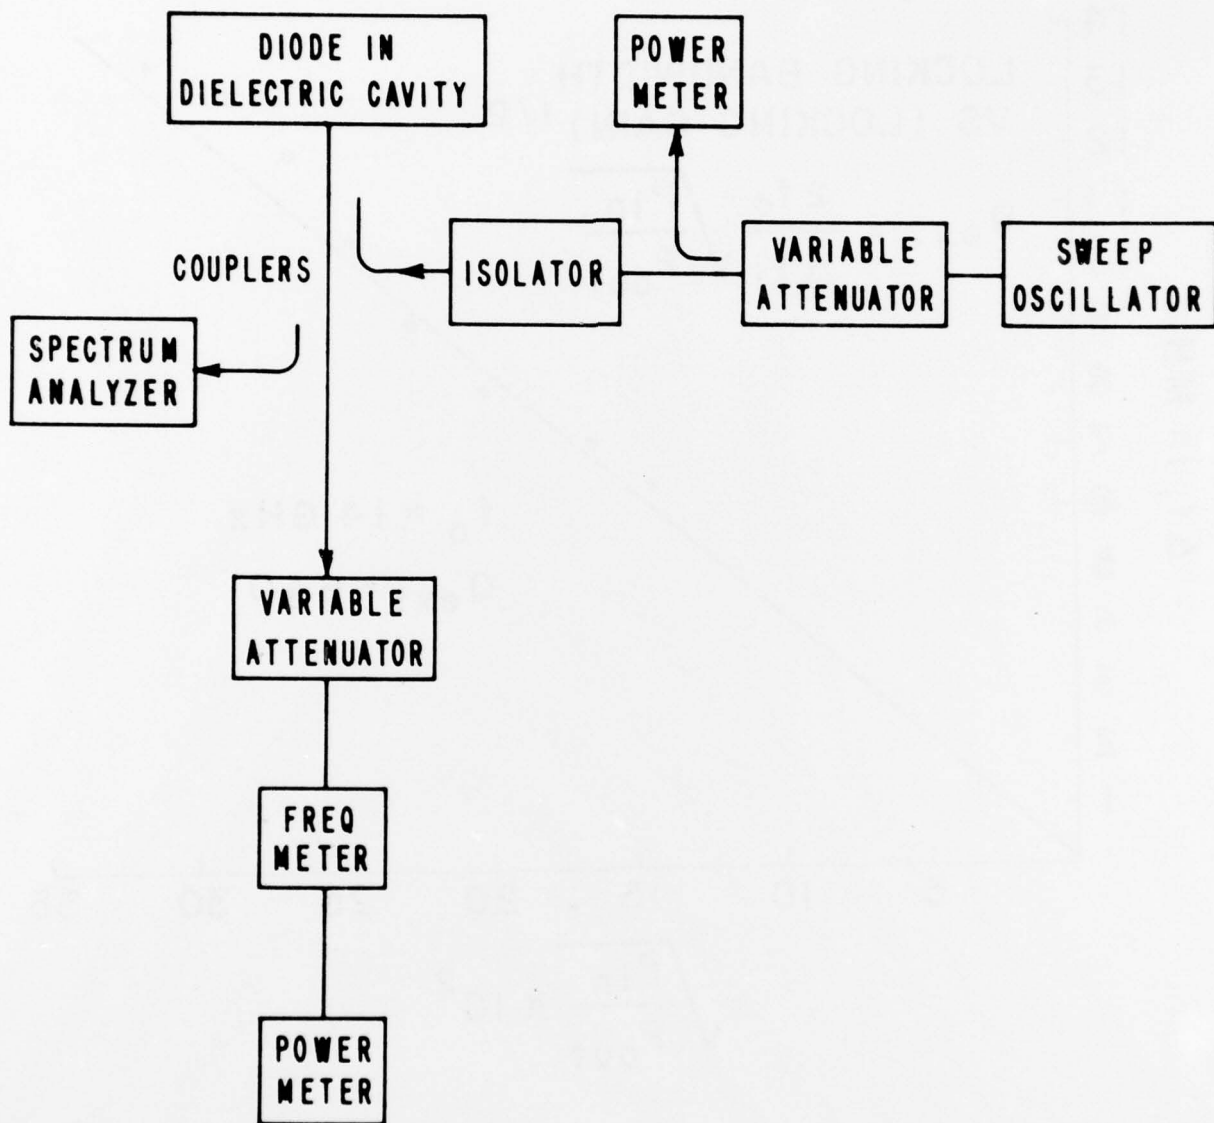 DIODE IN
DIELECTRIC CAVITY
POWER
METER
COUPLERS
ISOLATOR
VARIABLE
ATTENUATOR
SWEEP
OSCILLATOR
SPECTRUM
ANALYZER
VARIABLE
ATTENUATOR
FREQ
METER
POWER
METER